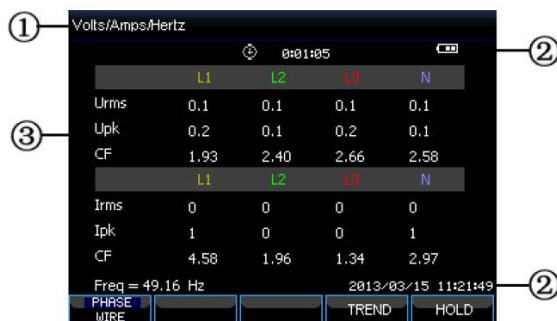 ① Volts/Amps/Hertz
0:01:05 ②
L1 L2 L3 N
Urms 0.1 0.1 0.1 0.1
③ Upk 0.2 0.1 0.2 0.1
CF 1.93 2.40 2.66 2.58
L1 L2 L3 N
Irms 0 0 0 0
Ipk 1 0 0 1
CF 4.58 1.96 1.34 2.97
Freq = 49.16 Hz 2013/03/15 11:21:49 ②
PHASE TREND HOLD
WIRE